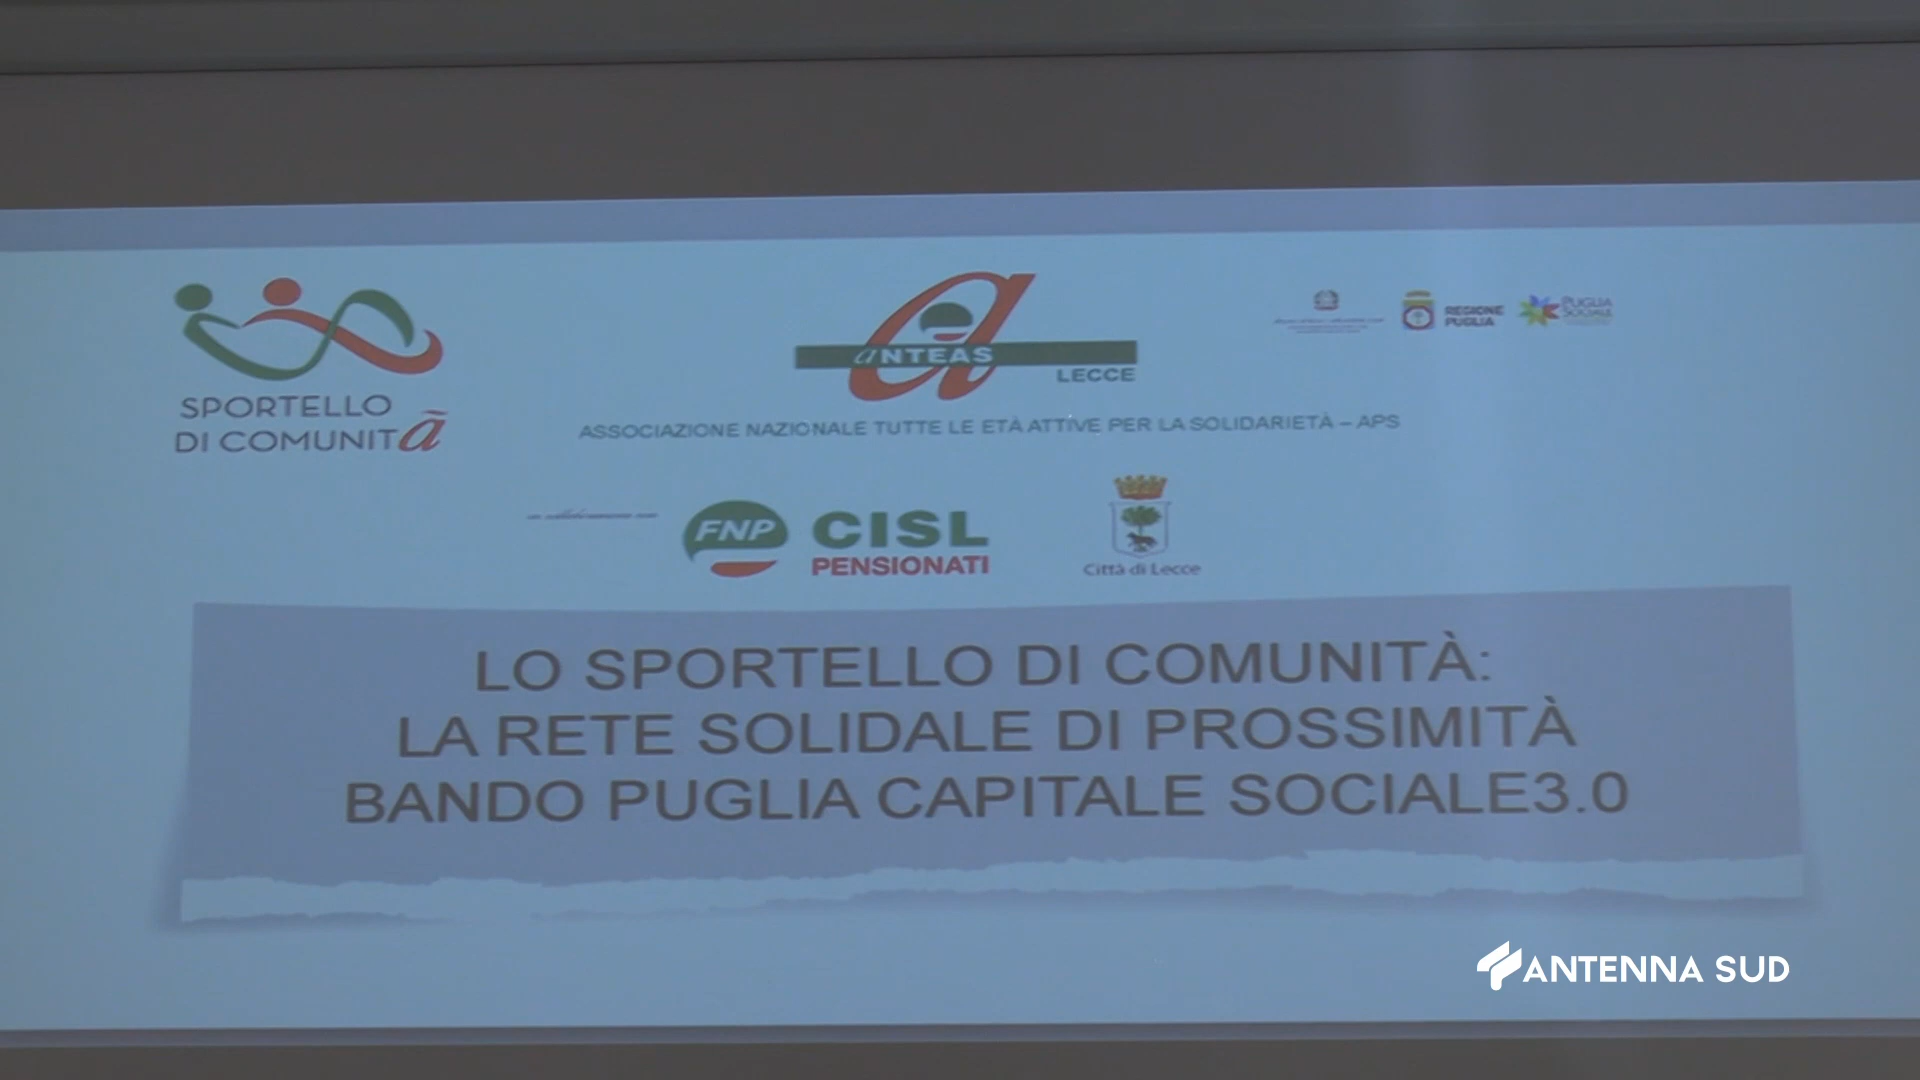 SPORTELLO
DI COMUNITà
aNTEAS
LECCE
ASSOCIAZIONE NAZIONALE TUTTE LE ETÀ ATTIVE PER LA SOLIDARIETÀ – APS
REGIONE
PUGLIA
PUGLIA
SOCIALE
FNP
CISL
PENSIONATI
Città di Lecce
LO SPORTELLO DI COMUNITÀ:
LA RETE SOLIDALE DI PROSSIMITÀ
BANDO PUGLIA CAPITALE SOCIALE3.0
ANTENNA SUD